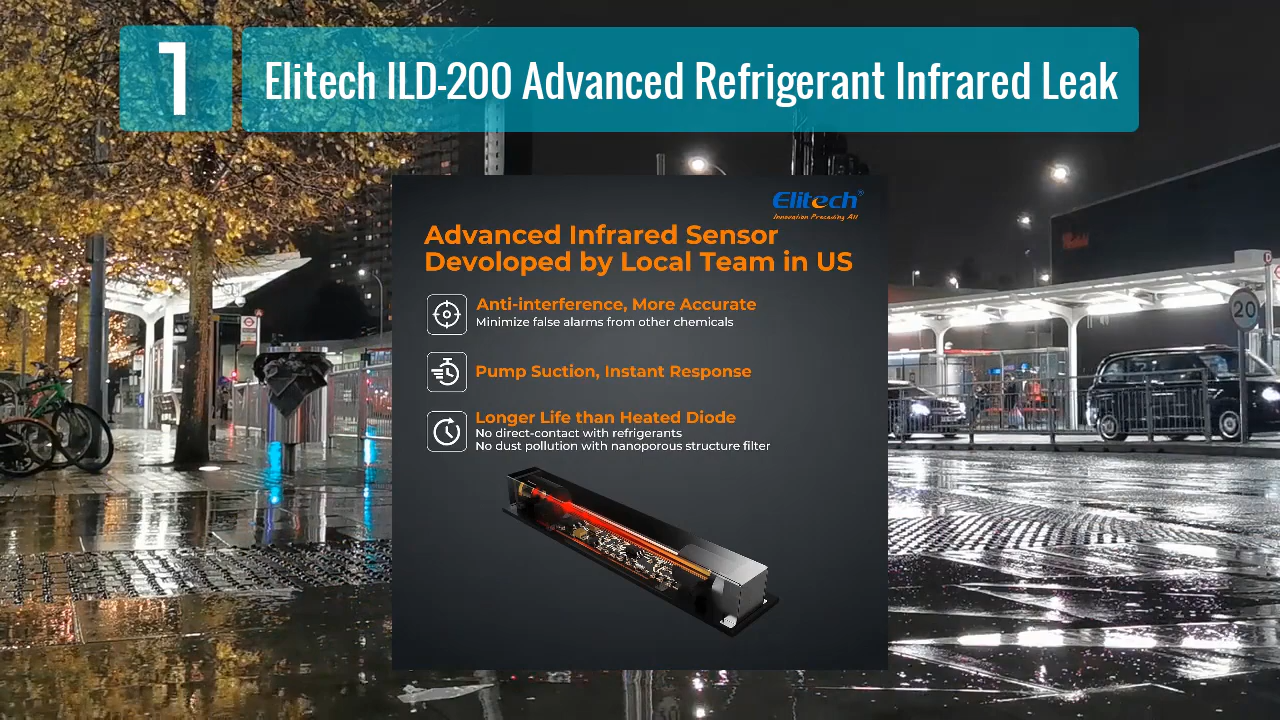 1
Elitech ILD-200 Advanced Refrigerant Infrared Leak
Elitech®
Innovation Preceding All
Advanced Infrared Sensor
Devoloped by Local Team in US
Anti-interference, More Accurate
Minimize false alarms from other chemicals
Pump Suction, Instant Response
Longer Life than Heated Diode
No direct-contact with refrigerants
No dust pollution with nanoporous structure filter
20
D